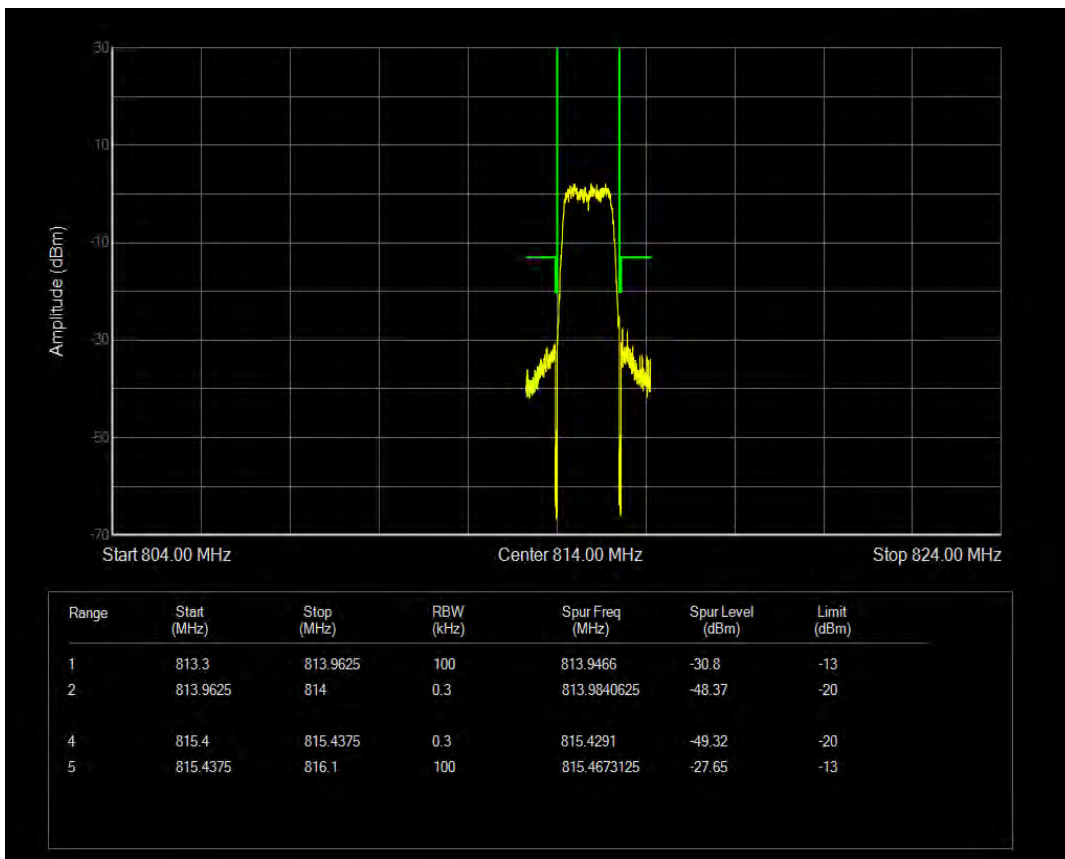 30
10
-10
-30
-50
-70
Amplitude (dBm)
Start 804.00 MHz Center 814.00 MHz Stop 824.00 MHz
Range Start (MHz) Stop (MHz) RBW (kHz) Spur Freq (MHz) Spur Level (dBm) Limit (dBm)
1 813.3 813.9625 100 813.9466 -30.8 -13
2 813.9625 814 0.3 813.9840625 -48.37 -20
4 815.4 815.4375 0.3 815.4291 -49.32 -20
5 815.4375 816.1 100 815.4673125 -27.65 -13